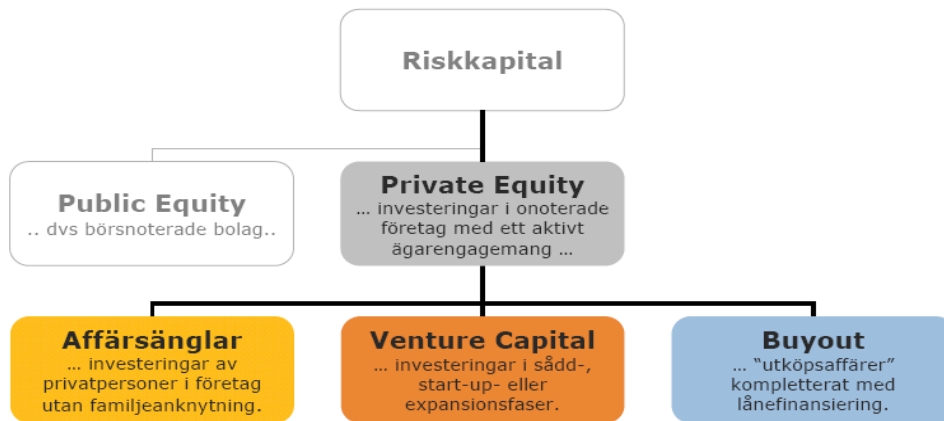 Riskkapital
Public Equity
.. dvs börsnoterade bolag..
Private Equity
... investeringar i onoterade
företag med ett aktivt
ägarengagemang ...
Affärsänglar
... investeringar av
privatpersoner i företag
utan familjeanknytning.
Venture Capital
... investeringar i sådd-,
start-up- eller
expansionsfaser.
Buyout
... “utköpsaffärer”
kompletterat med
lånefinansiering.